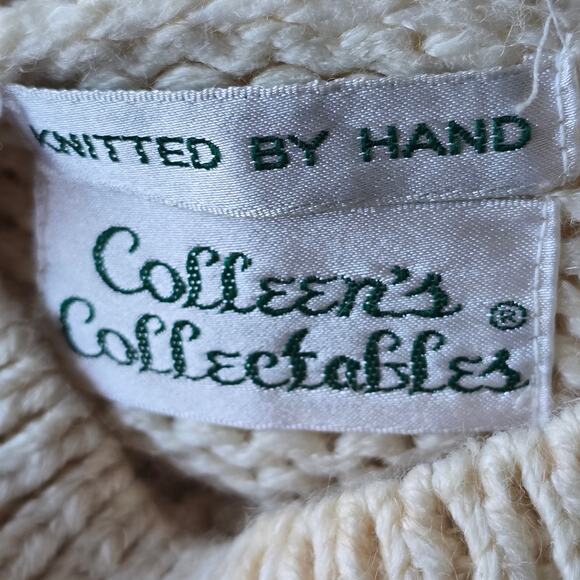 KNITTED BY HAND
Colleen's
Collectables ®